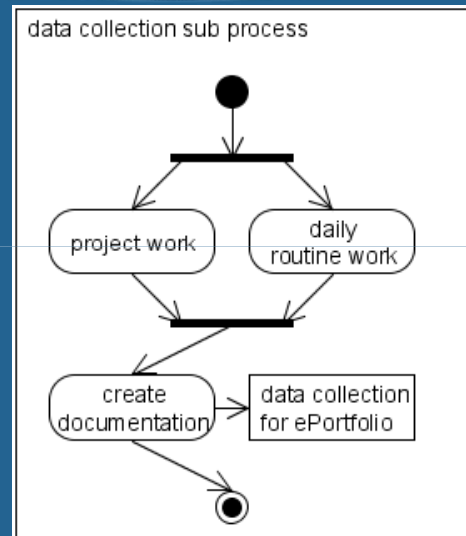 data collection sub process
project work
daily
routine work
create
documentation
data collection
for ePortfolio